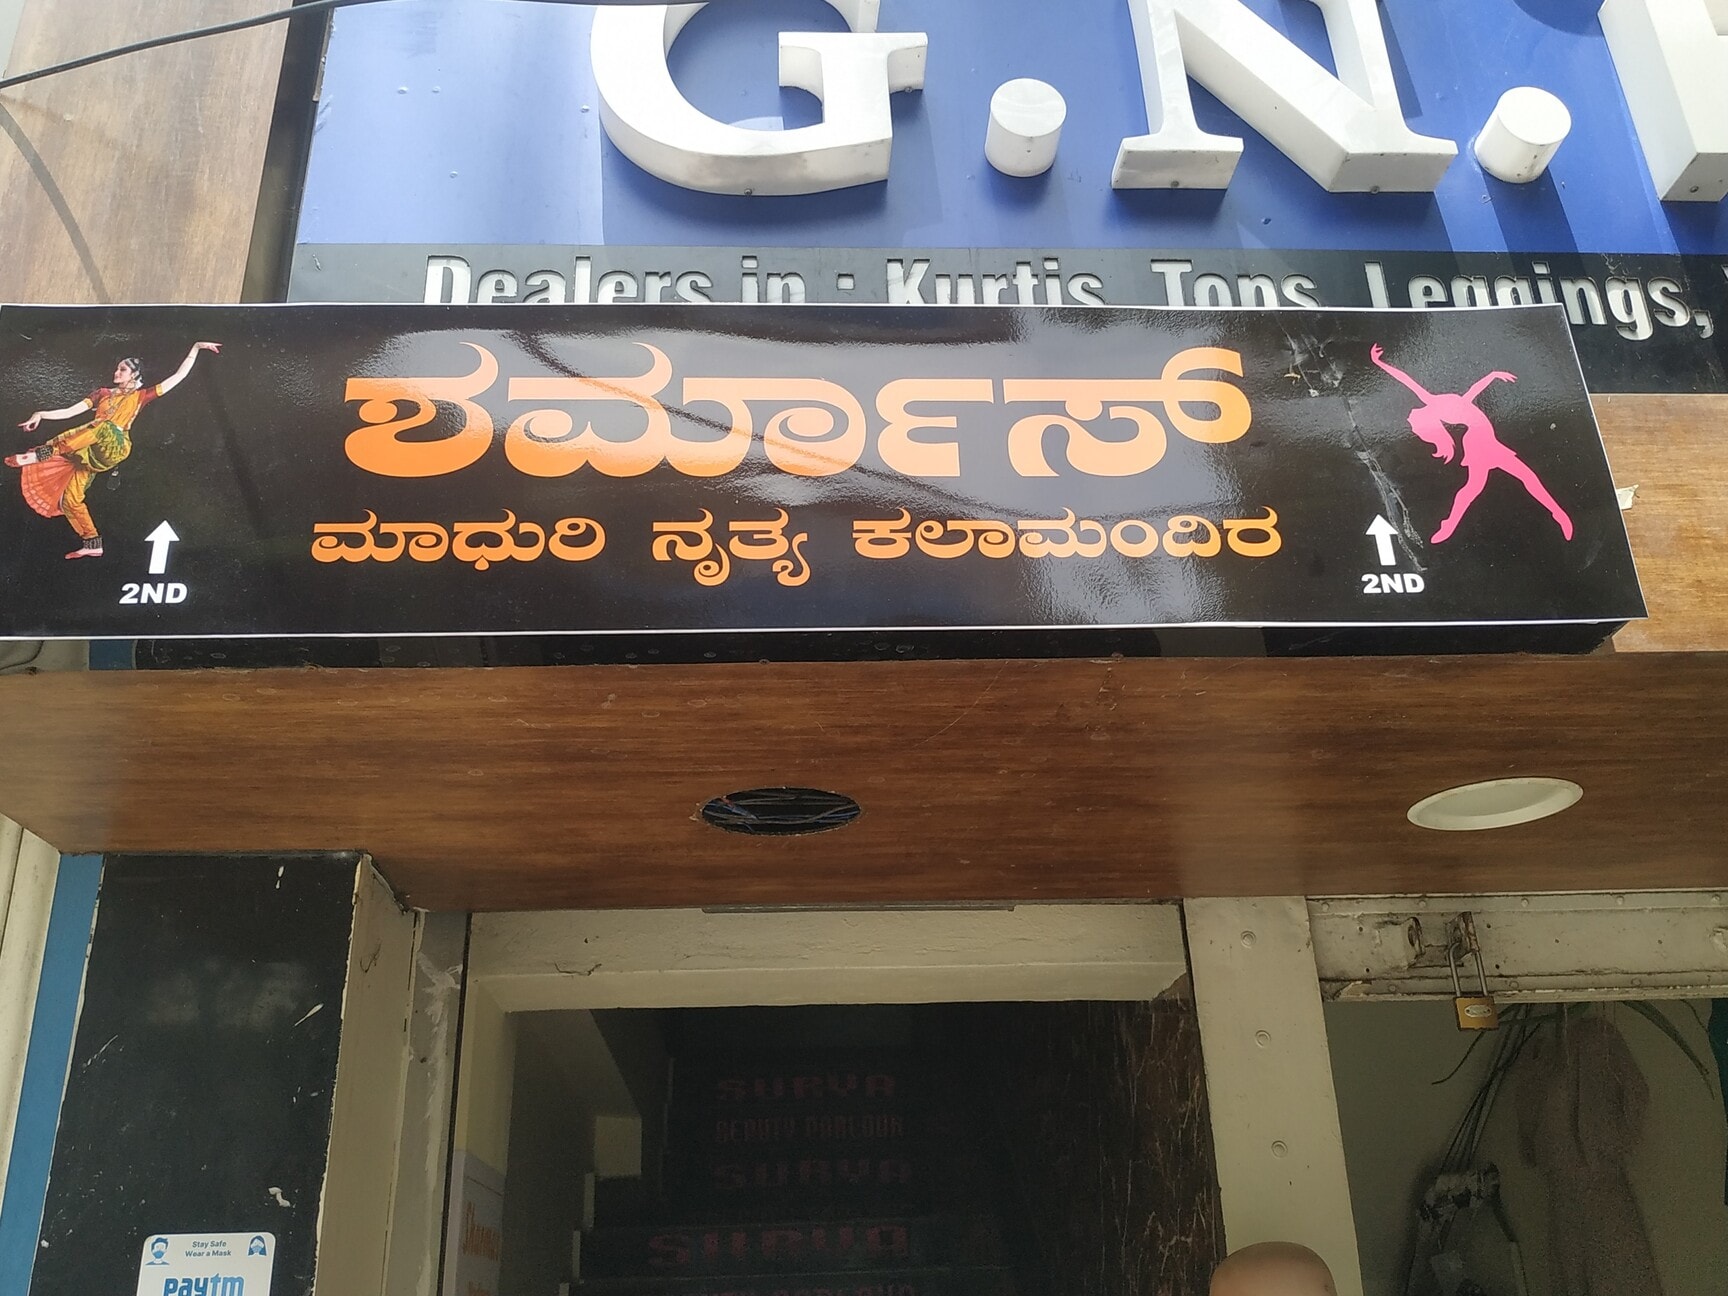 G.N.
Dealers in : Kurtis, Tops, Leggings,
ಶರ್ಮಾಸ್
ಮಾಧುರಿ ನೃತ್ಯ ಕಲಾಮಂದಿರ
2ND
2ND
SURYA
BEAUTY PARLOUR
SURYA
Stay Safe
Wear a Mask
paytm